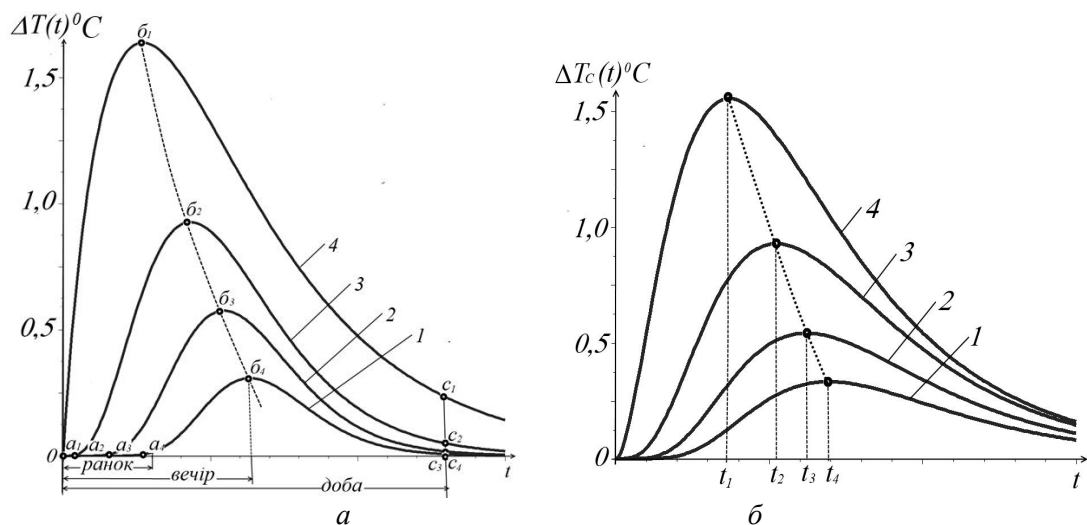 ΔT(t)⁰C
1,5
1,0
0,5
0
б₁
б₂
б₃
б₄
4
3
2
1
a₁ a₂ a₃ a₄
c₁
c₂
c₃ c₄
t
ранок
вечір
доба
а
ΔTc(t)⁰C
1,5
1,0
0,5
0
4
3
2
1
t₁ t₂ t₃ t₄
t
б